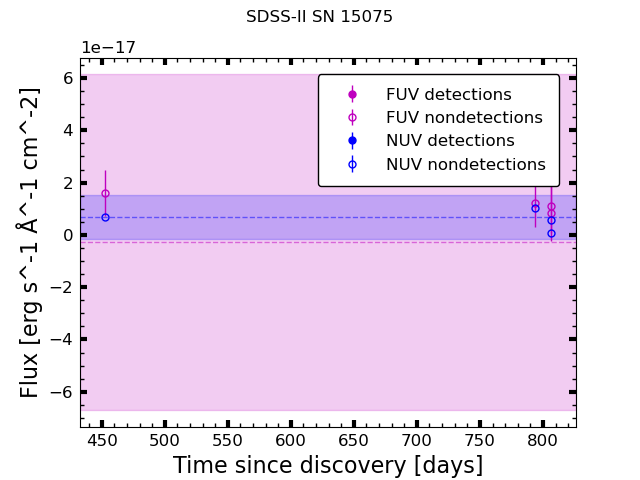 SDSS-II SN 15075
1e−17
FUV detections
FUV nondetections
NUV detections
NUV nondetections
6
4
2
0
−2
−4
−6
Flux [erg s^-1 Å^-1 cm^-2]
450 500 550 600 650 700 750 800
Time since discovery [days]